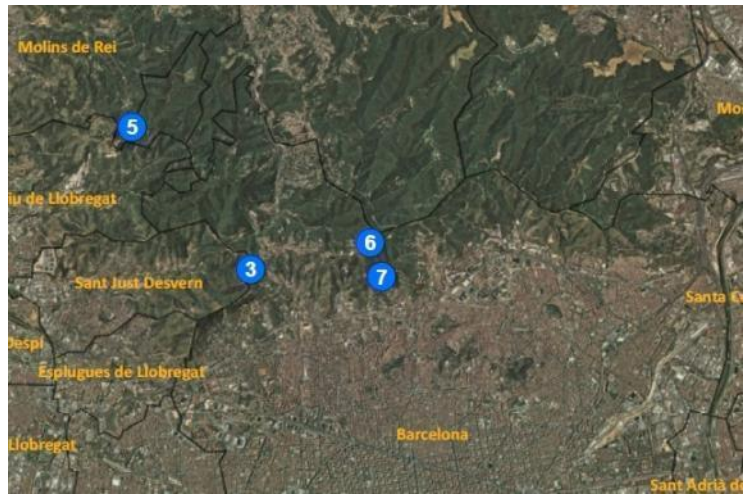 Molins de Rei
Mo
5
iu de Llobregat
6
3
7
Sant Just Desvern
Santa C
Despí
Esplugues de Llobregat
Barcelona
Llobregat
Sant Adrià de